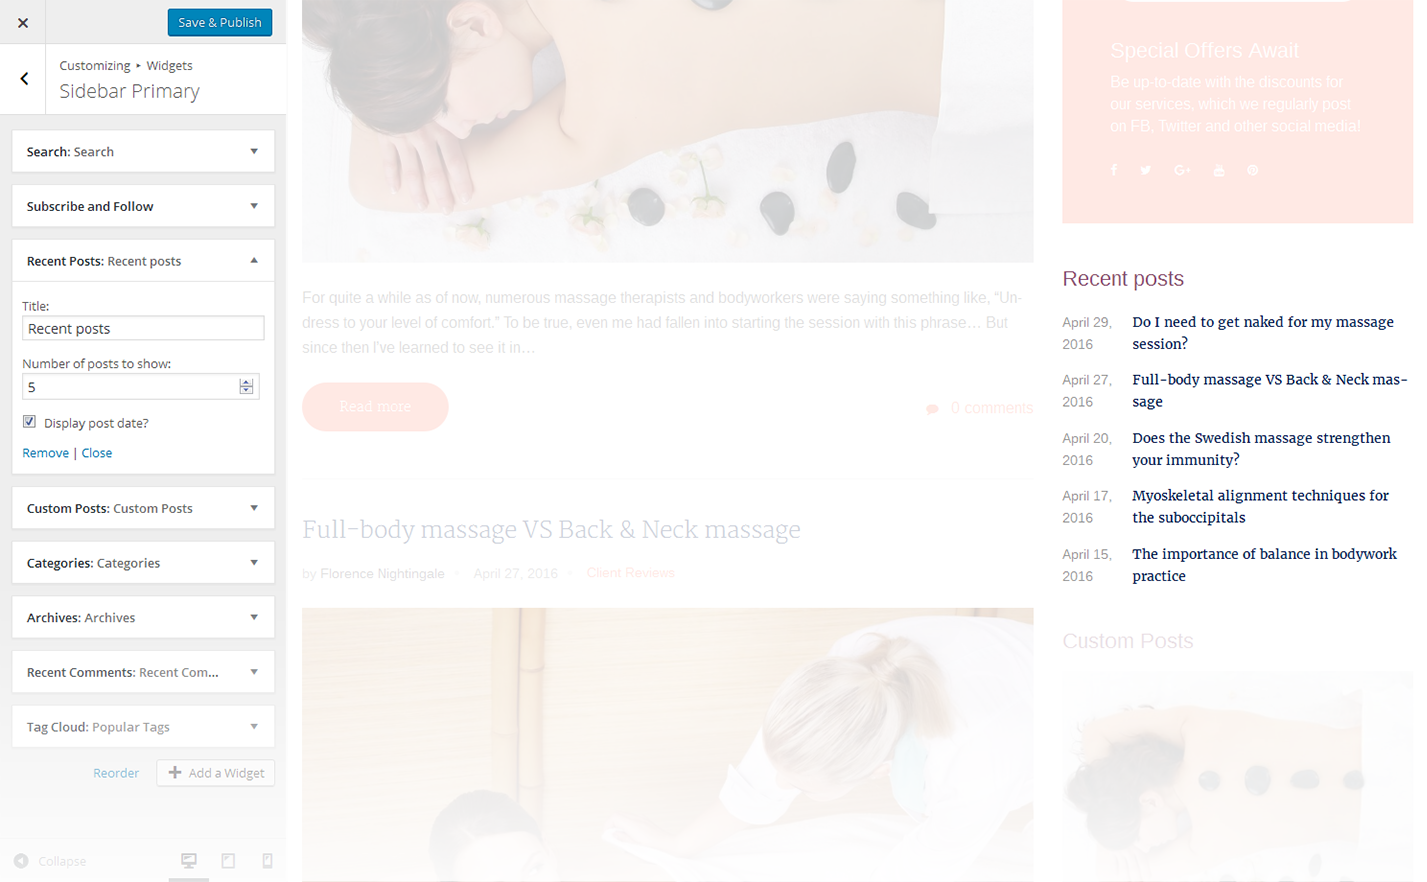 Save & Publish
Customizing ▸ Widgets
Sidebar Primary
Search: Search
Subscribe and Follow
Recent Posts: Recent posts
Title:
Recent posts
Number of posts to show:
5
Display post date?
Remove | Close
Custom Posts: Custom Posts
Categories: Categories
Archives: Archives
Recent Comments: Recent Com...
Tag Cloud: Popular Tags
Reorder
Add a Widget
Collapse
For quite a while as of now, numerous massage therapists and bodyworkers were saying something like, “Un-
dress to your level of comfort.” To be true, even me had fallen into starting the session with this phrase… But
since then I’ve learned to see it in…
Read more
0 comments
Full-body massage VS Back & Neck massage
by Florence Nightingale
April 27, 2016
Client Reviews
Special Offers Await
Be up-to-date with the discounts for
our services, which we regularly post
on FB, Twitter and other social media!
Recent posts
April 29, Do I need to get naked for my massage
2016 session?
April 27, Full-body massage VS Back & Neck mas-
2016 sage
April 20, Does the Swedish massage strengthen
2016 your immunity?
April 17, Myoskeletal alignment techniques for
2016 the suboccipitals
April 15, The importance of balance in bodywork
2016 practice
Custom Posts